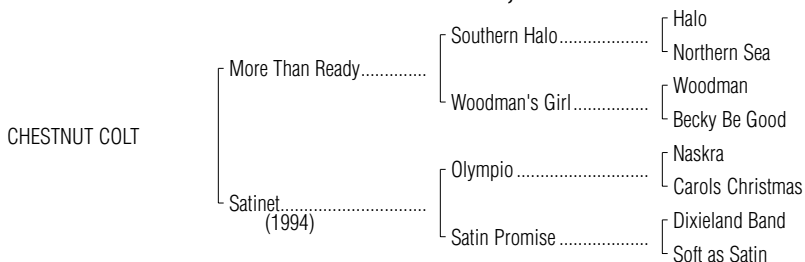 Halo
Southern Halo
Northern Sea
More Than Ready
Woodman
Woodman's Girl
Becky Be Good
CHESTNUT COLT
Naskra
Olympio
Carols Christmas
Satinet
(1994)
Dixieland Band
Satin Promise
Soft as Satin